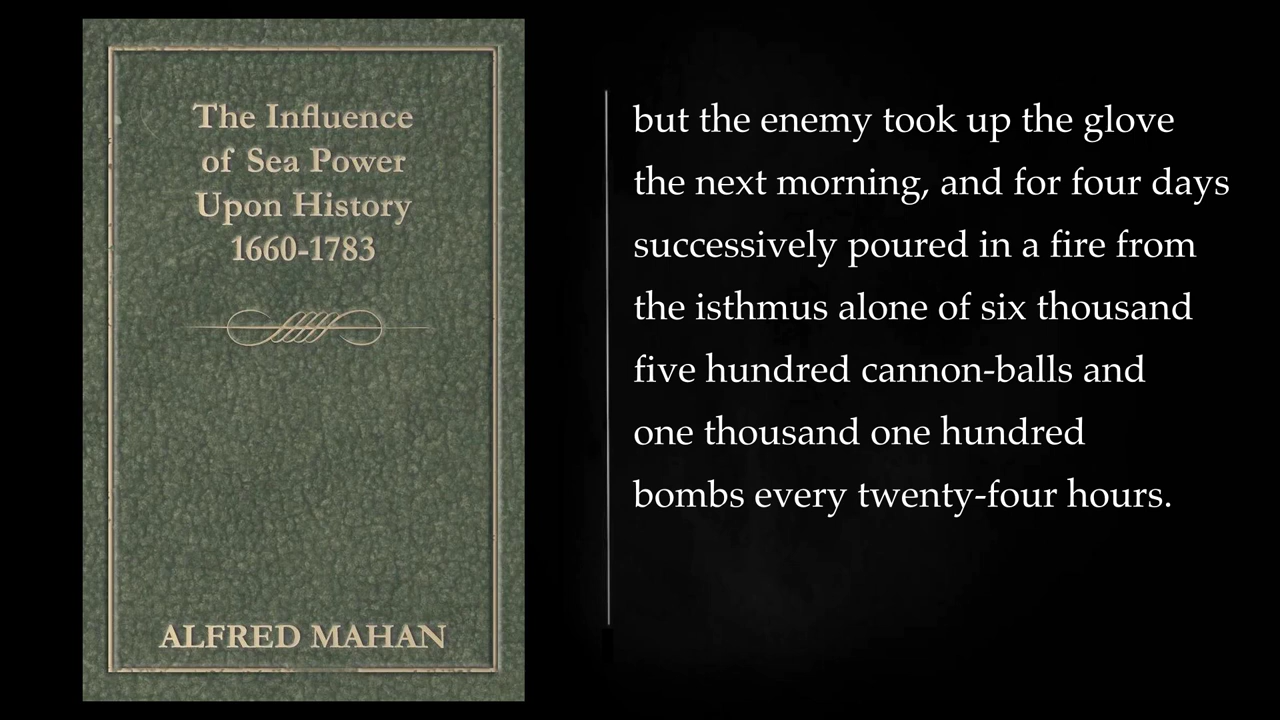 The Influence
of Sea Power
Upon History
1660-1783
ALFRED MAHAN
but the enemy took up the glove
the next morning, and for four days
successively poured in a fire from
the isthmus alone of six thousand
five hundred cannon-balls and
one thousand one hundred
bombs every twenty-four hours.